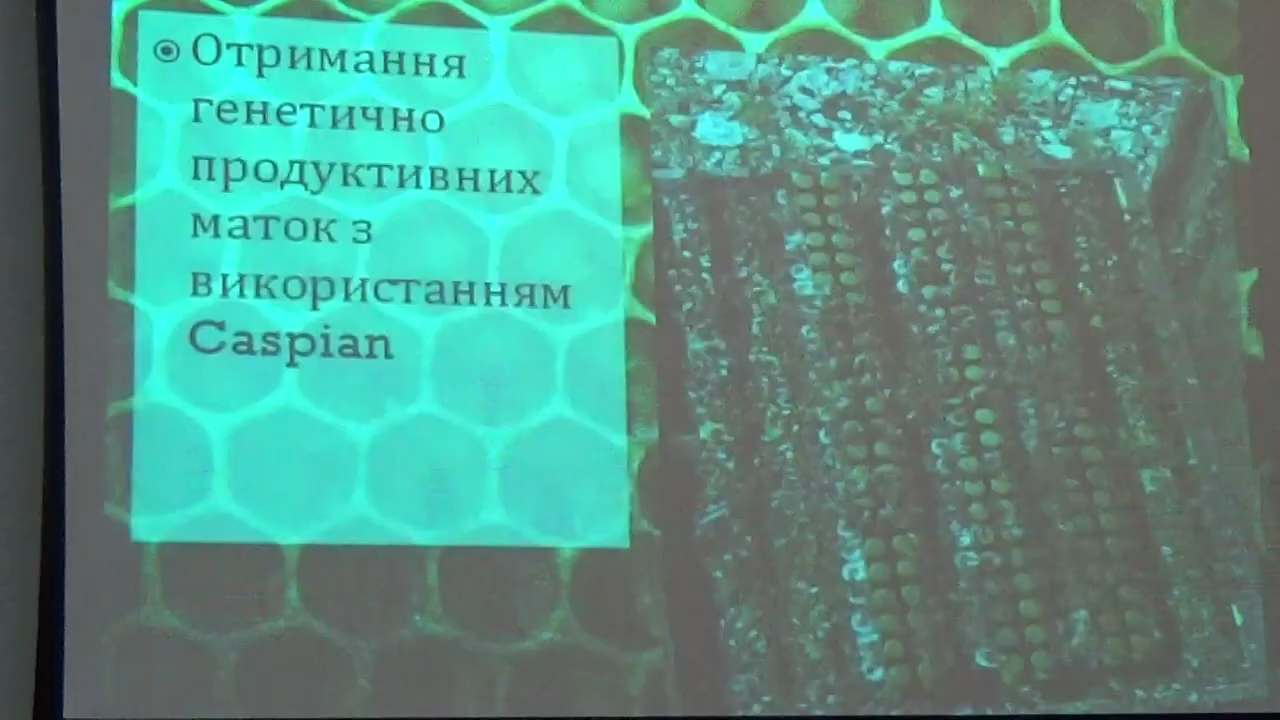 Отримання
генетично
продуктивних
маток з
використанням
Caspian